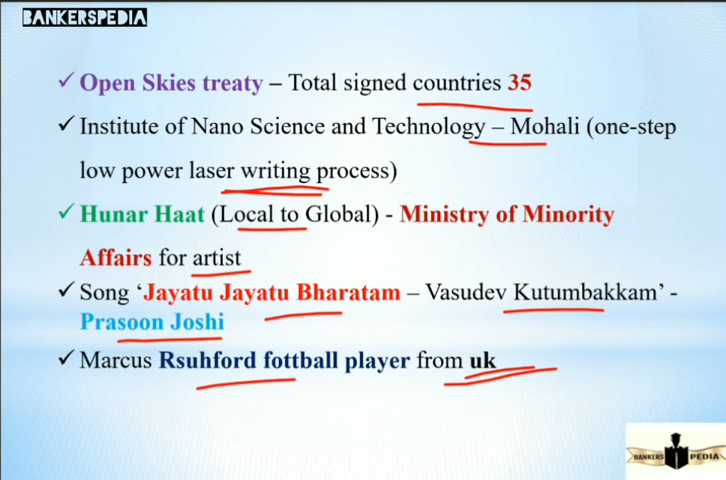 BANKERSPEDIA
✓ Open Skies treaty – Total signed countries 35
✓ Institute of Nano Science and Technology – Mohali (one-step
low power laser writing process)
✓ Hunar Haat (Local to Global) - Ministry of Minority
Affairs for artist
✓ Song ‘Jayatu Jayatu Bharatam – Vasudev Kutumbakkam’ -
Prasoon Joshi
✓ Marcus Rsuhford fottball player from uk
BANKERS PEDIA